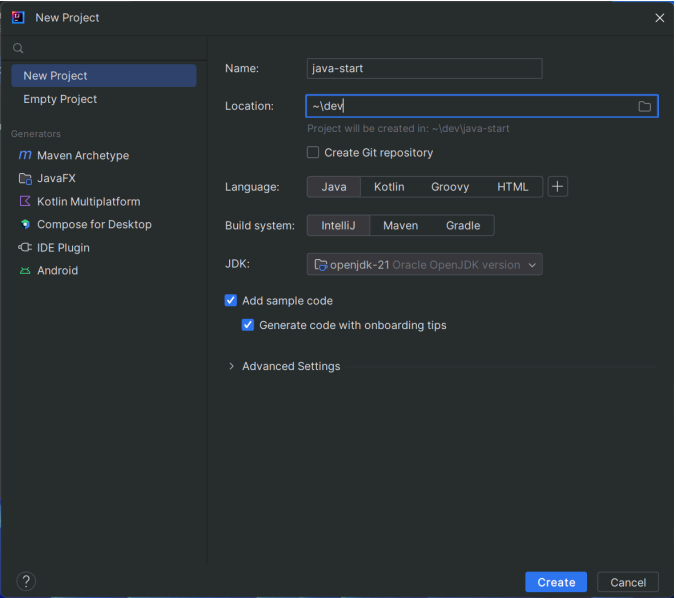 New Project
New Project
Empty Project
Generators
Maven Archetype
JavaFX
Kotlin Multiplatform
Compose for Desktop
IDE Plugin
Android
Name: java-start
Location: ~\dev
Project will be created in: ~\dev\java-start
Create Git repository
Language: Java Kotlin Groovy HTML +
Build system: IntelliJ Maven Gradle
JDK: openjdk-21 Oracle OpenJDK version
Add sample code
Generate code with onboarding tips
Advanced Settings
? Create Cancel